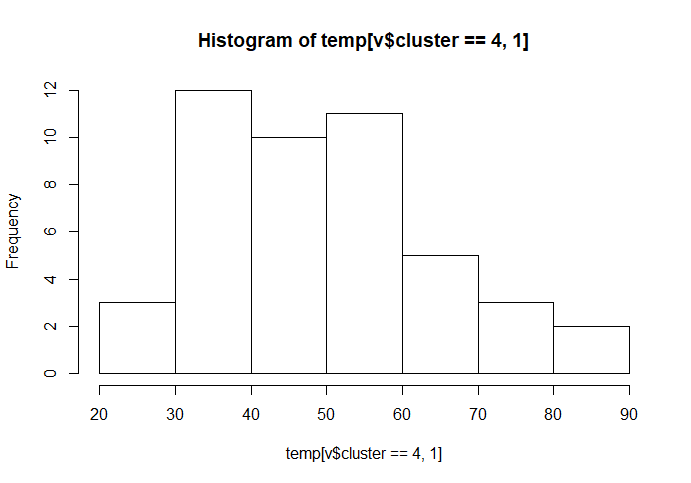 Histogram of temp[v$cluster == 4, 1]
Frequency
12
10
8
6
4
2
0
20 30 40 50 60 70 80 90
temp[v$cluster == 4, 1]